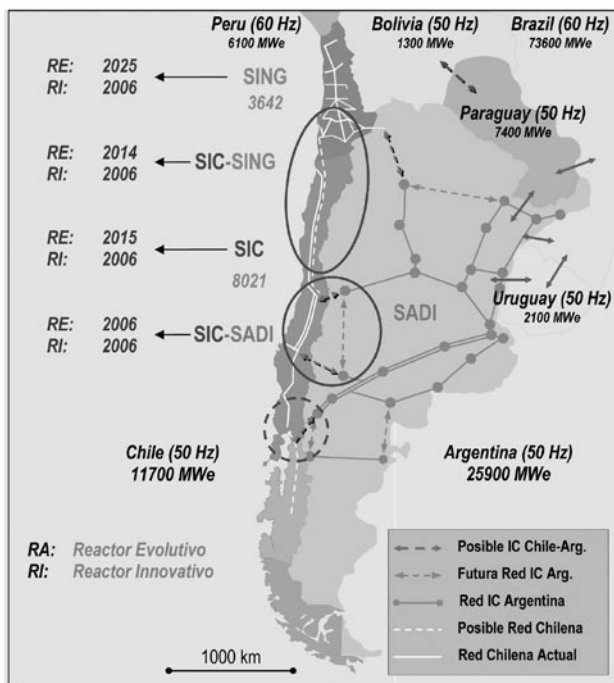 Peru (60 Hz)
6100 MWe
Bolivia (50 Hz)
1300 MWe
Brazil (60 Hz)
73600 MWe
RE: 2025
RI: 2006
SING
3642
Paraguay (50 Hz)
7400 MWe
RE: 2014
RI: 2006
SIC-SING
RE: 2015
RI: 2006
SIC
8021
Uruguay (50 Hz)
2100 MWe
SADI
RE: 2006
RI: 2006
SIC-SADI
Chile (50 Hz)
11700 MWe
Argentina (50 Hz)
25900 MWe
RA: Reactor Evolutivo
RI: Reactor Innovativo
Posible IC Chile-Arg.
Futura Red IC Arg.
Red IC Argentina
Posible Red Chilena
Red Chilena Actual
1000 km